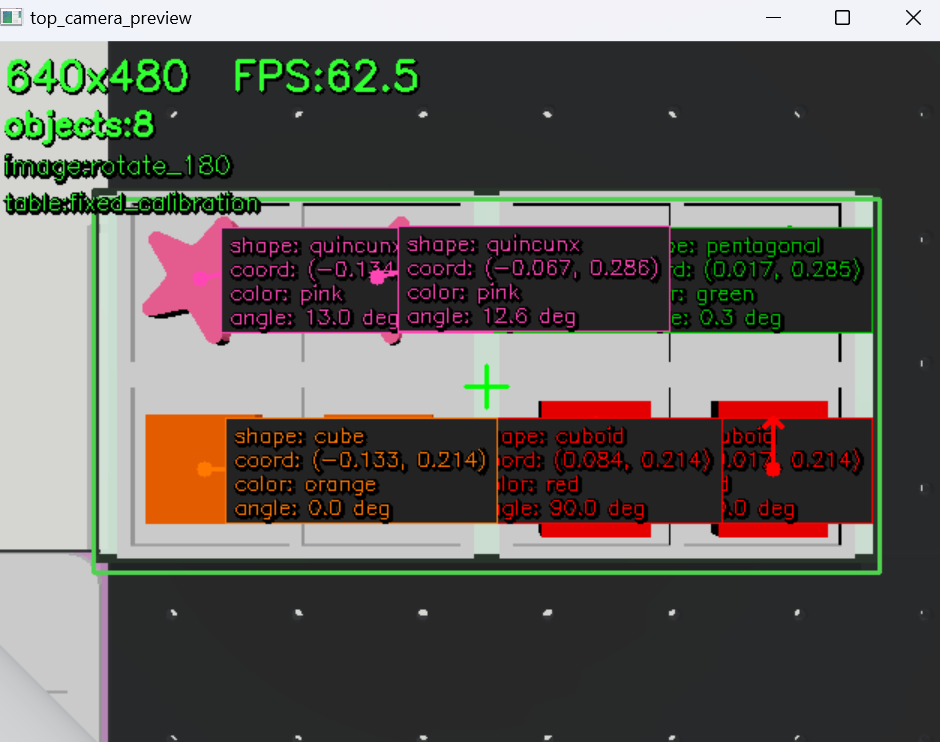 top_camera_preview
640x480 FPS:62.5
objects:8
image:rotate_180
table:fixed_calibration
shape: quincunx
coord: (-0.134
color: pink
angle: 13.0 deg
shape: quincunx
coord: (-0.067, 0.286)
color: pink
angle: 12.6 deg
pe: pentagonal
rd: (0.017, 0.285)
r: green
e: 0.3 deg
shape: cube
coord: (-0.133, 0.214)
color: orange
angle: 0.0 deg
ape: cuboid
ord: (0.084, 0.214)
lor: red
gle: 90.0 deg
uboid
0.017, 0.214)
d
0.0 deg